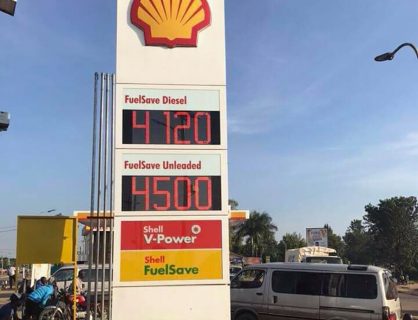 FuelSave Diesel
4120
FuelSave Unleaded
4500
Shell
V-Power
Shell
FuelSave